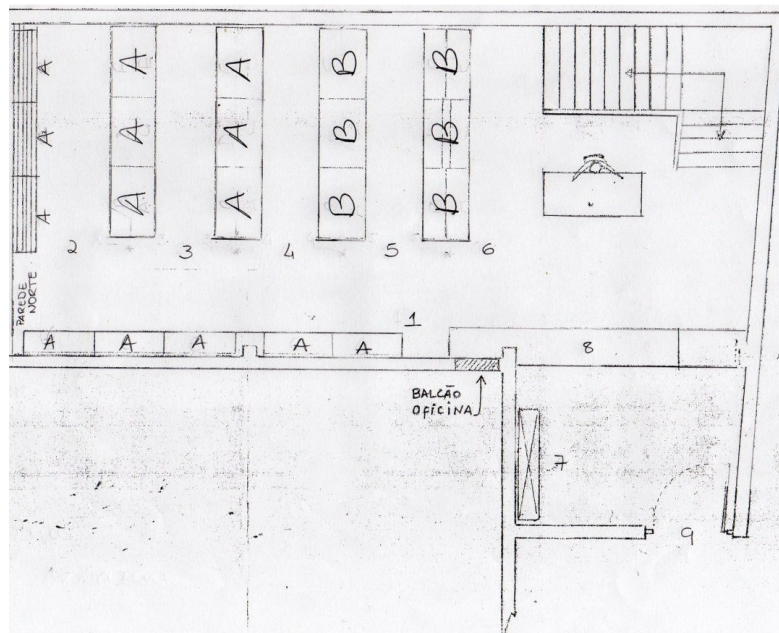 A A A B B
A A A B B
A A A B B
2 3 4 5 6
PAREDE
NORTE
1
A A A A A
8
BALCÃO
OFICINA
7
9